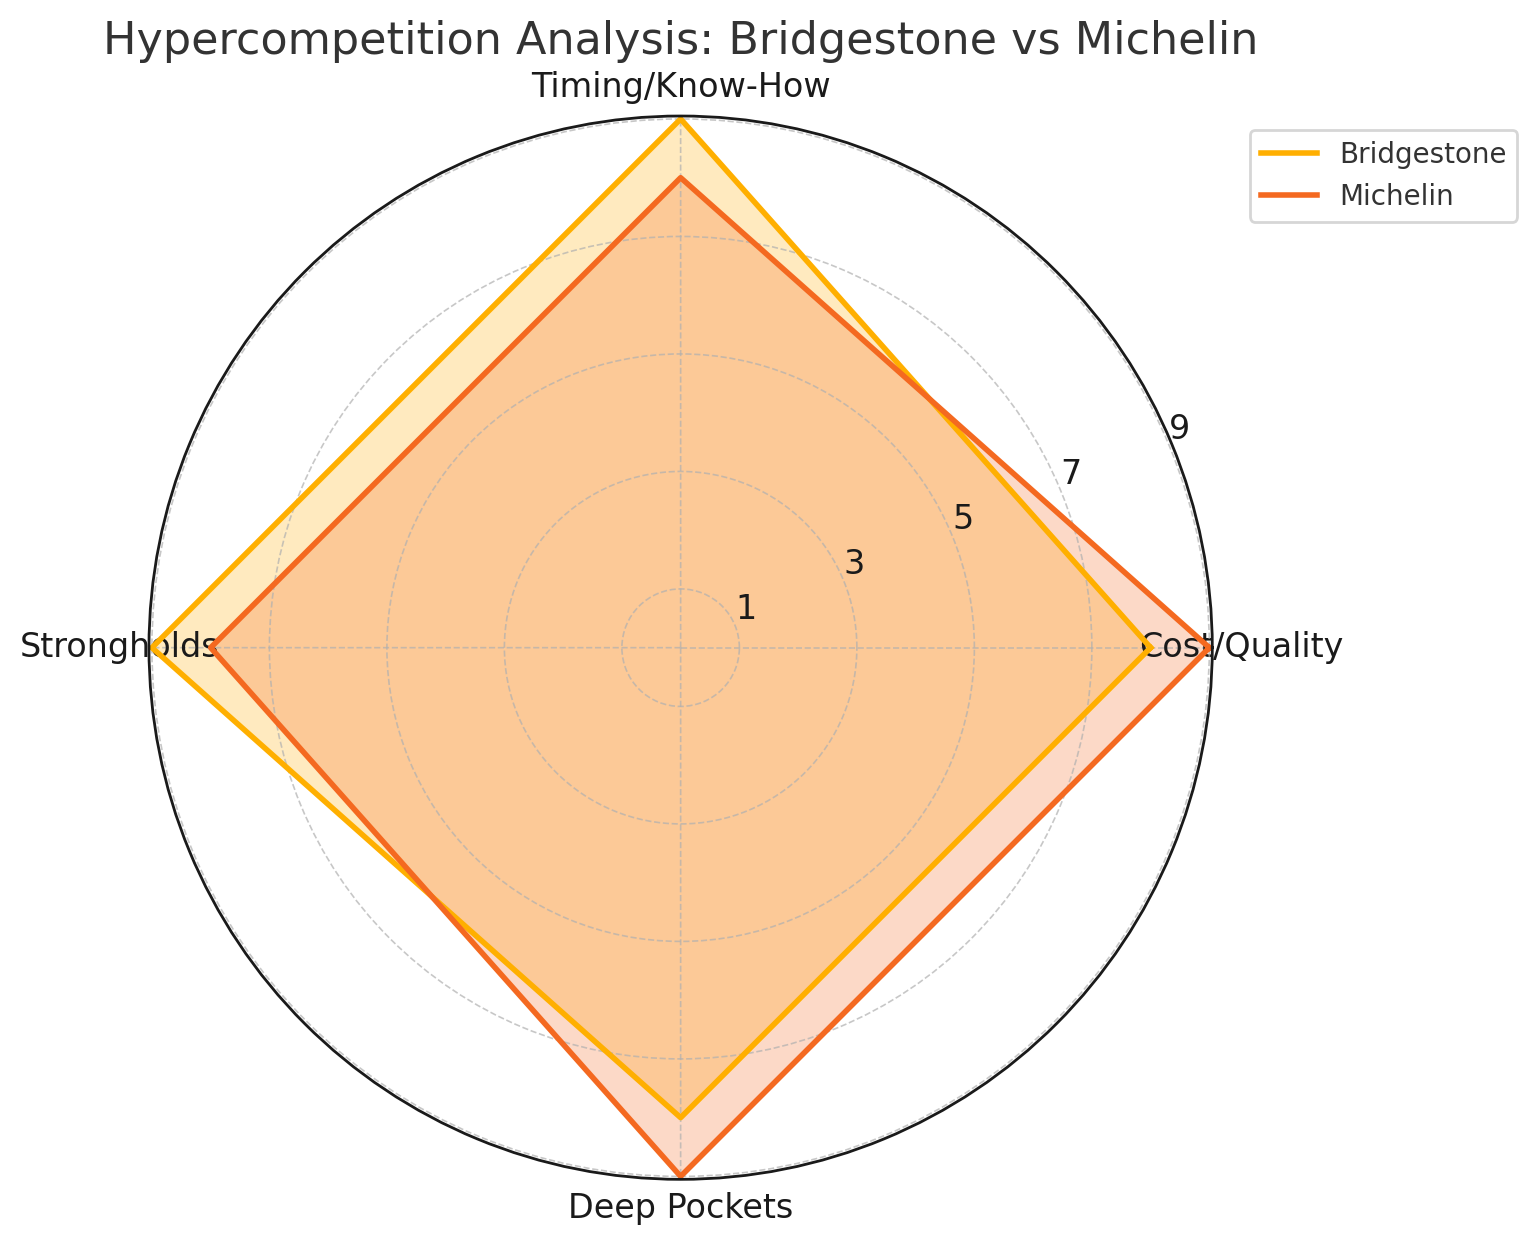 Hypercompetition Analysis: Bridgestone vs Michelin
Timing/Know-How
Bridgestone
Michelin
9
7
5
3
1
Strongholds
Cost/Quality
Deep Pockets